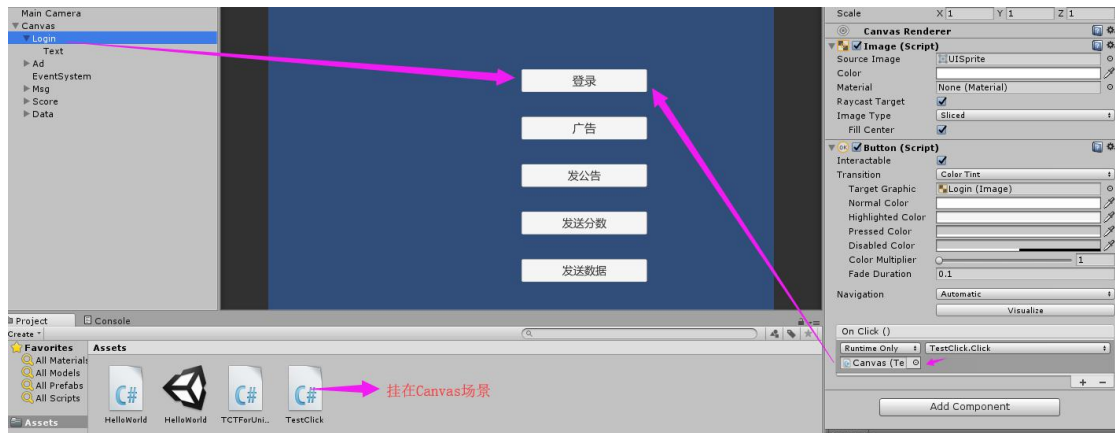 Main Camera
Canvas
Login
Text
Ad
EventSystem
Msg
Score
Data
登录
广告
发公告
发送分数
发送数据
Scale X 1 Y 1 Z 1
Canvas Renderer
Image (Script)
Source Image UISprite
Color
Material None (Material)
Raycast Target
Image Type Sliced
Fill Center
Button (Script)
Interactable
Transition Color Tint
Target Graphic Login (Image)
Normal Color
Highlighted Color
Pressed Color
Disabled Color
Color Multiplier 1
Fade Duration 0.1
Navigation Automatic
Visualize
On Click ()
Runtime Only TestClick.Click
Canvas (Te
+ -
Add Component
Project Console
Create
Favorites
All Materials
All Models
All Prefabs
All Scripts
Assets
Assets
C# C# C#
挂在Canvas场景
HelloWorld HelloWorld TCTForUni... TestClick